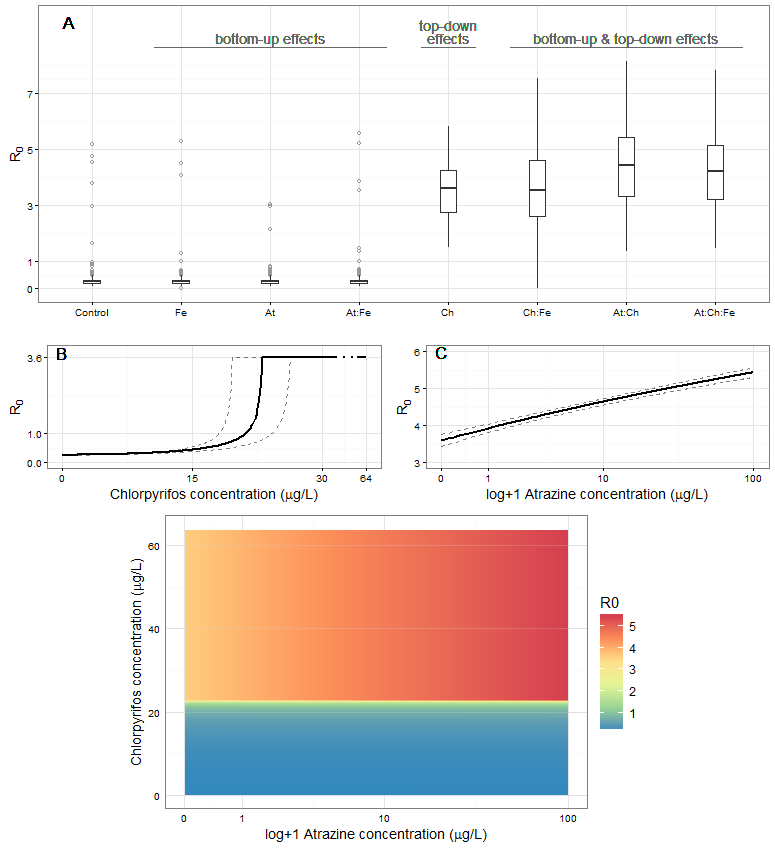 A
bottom-up effects
top-down
effects
bottom-up & top-down effects
R0
7
5
3
1
0
Control
Fe
At
At:Fe
Ch
Ch:Fe
At:Ch
At:Ch:Fe
B
R0
3.6
1.0
0.0
0
15
30
64
Chlorpyrifos concentration (µg/L)
C
R0
6
5
4
3
0
1
10
100
log+1 Atrazine concentration (µg/L)
Chlorpyrifos concentration (µg/L)
60
40
20
0
0
1
10
100
log+1 Atrazine concentration (µg/L)
R0
5
4
3
2
1